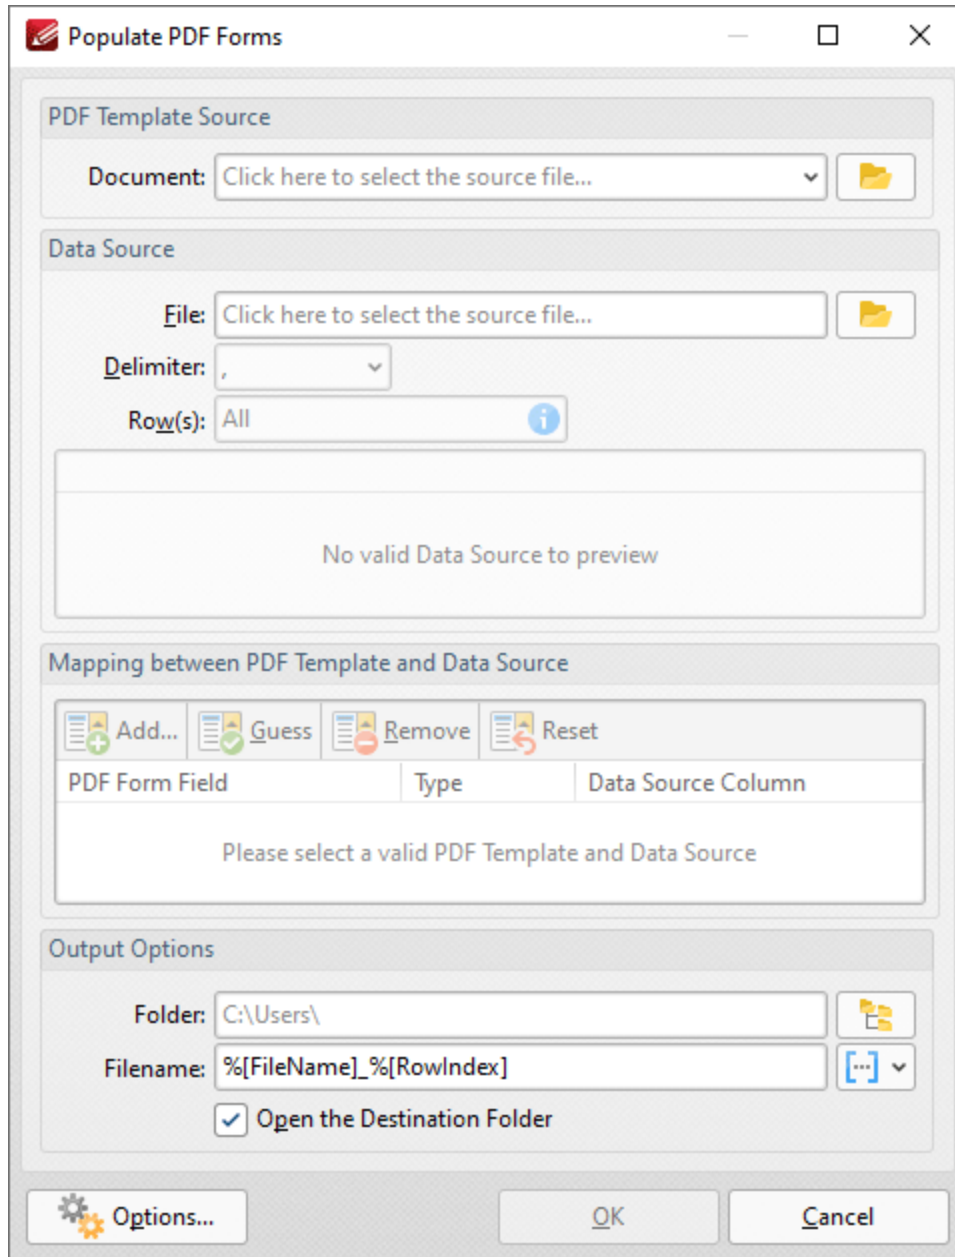 Populate PDF Forms
PDF Template Source
Document: Click here to select the source file...
Data Source
File: Click here to select the source file...
Delimiter: ,
Row(s): All
No valid Data Source to preview
Mapping between PDF Template and Data Source
Add... Guess Remove Reset
PDF Form Field Type Data Source Column
Please select a valid PDF Template and Data Source
Output Options
Folder: C:\Users\
Filename: %[FileName]_%[RowIndex]
Open the Destination Folder
Options... OK Cancel